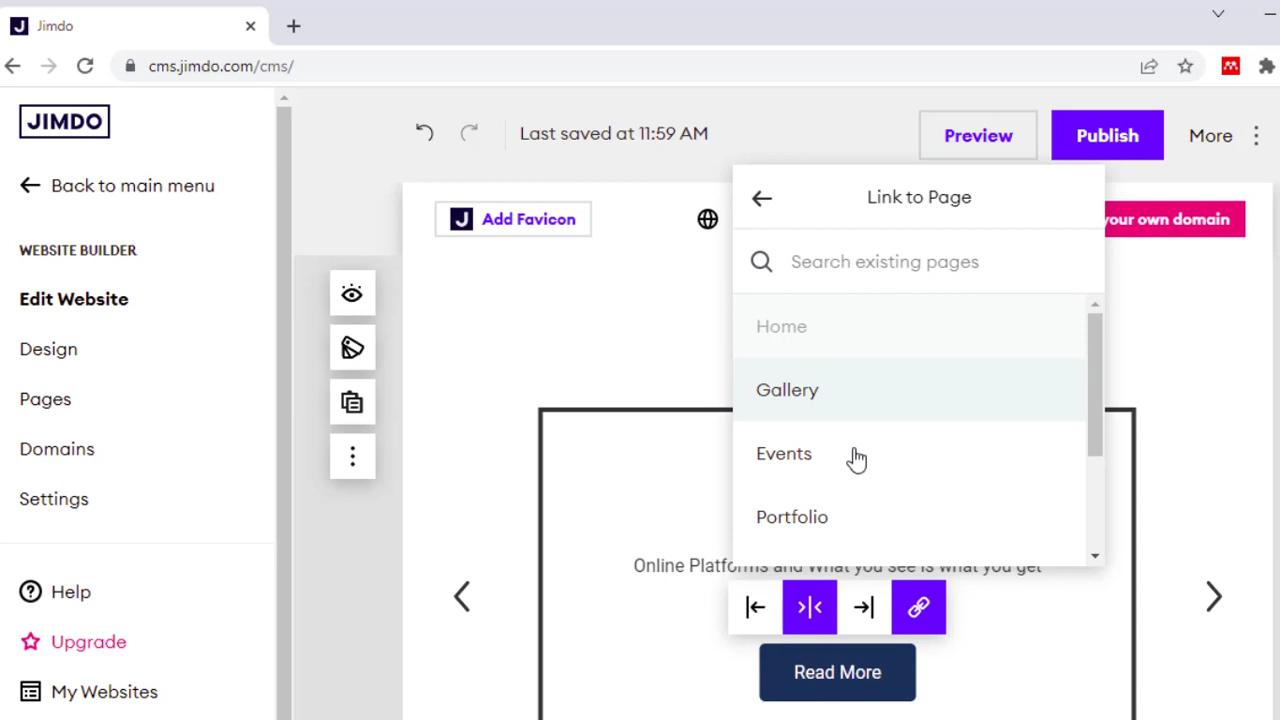 Jimdo
cms.jimdo.com/cms/
JIMDO
Back to main menu
WEBSITE BUILDER
Edit Website
Design
Pages
Domains
Settings
Help
Upgrade
My Websites
Last saved at 11:59 AM
Preview
Publish
More
J Add Favicon
your own domain
Link to Page
Search existing pages
Home
Gallery
Events
Portfolio
Online Platforms and What you see is what you get
Read More